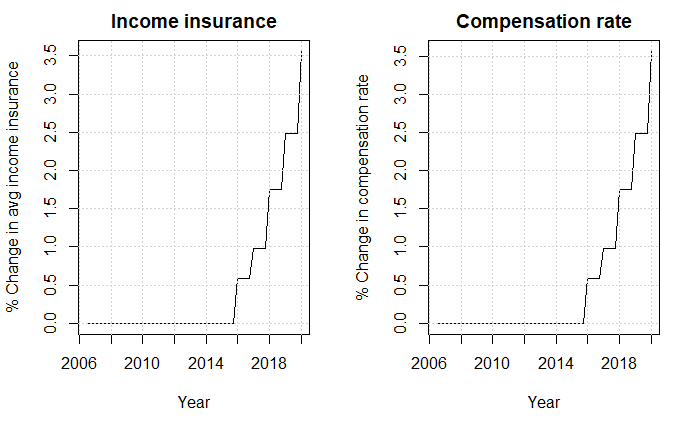 Income insurance
% Change in avg income insurance
3.5
3.0
2.5
2.0
1.5
1.0
0.5
0.0
2006 2010 2014 2018
Year
Compensation rate
% Change in compensation rate
3.5
3.0
2.5
2.0
1.5
1.0
0.5
0.0
2006 2010 2014 2018
Year